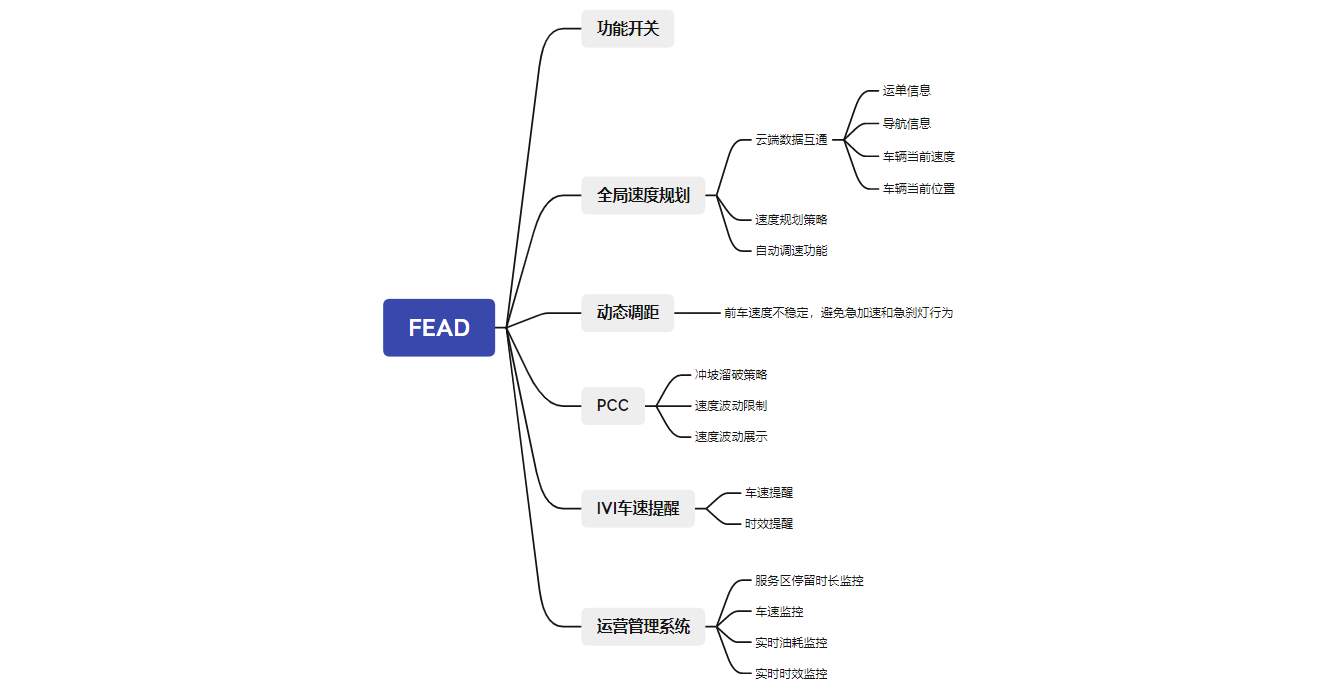 功能开关
运单信息
导航信息
云端数据互通
车辆当前速度
车辆当前位置
全局速度规划
速度规划策略
自动调速功能
动态调距
前车速度不稳定，避免急加速和急刹灯行为
FEAD
冲坡溜破策略
PCC
速度波动限制
速度波动展示
IVI车速提醒
车速提醒
时效提醒
服务区停留时长监控
车速监控
运营管理系统
实时油耗监控
实时时效监控